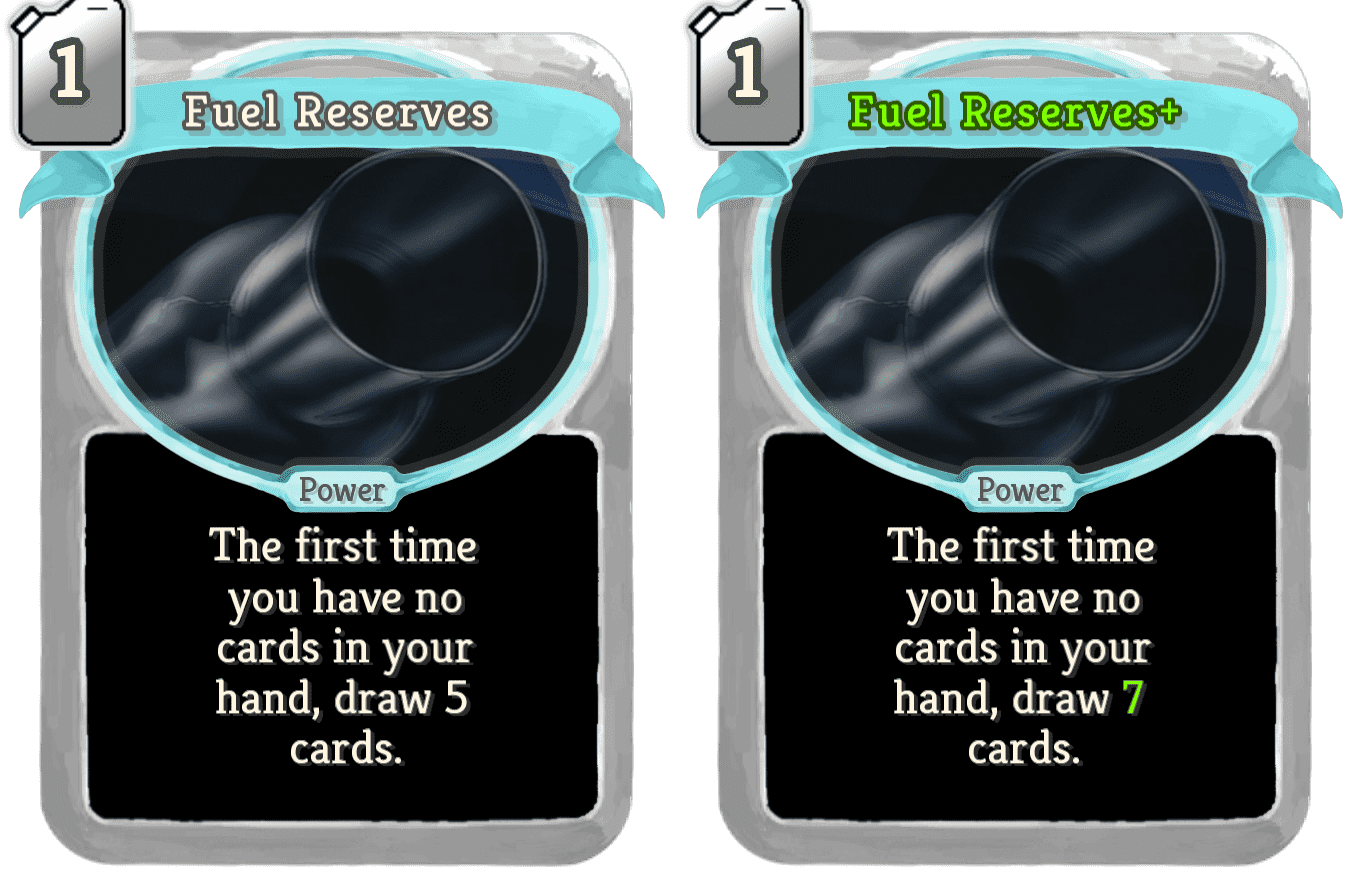 1
Fuel Reserves
Power
The first time
you have no
cards in your
hand, draw 5
cards.
1
Fuel Reserves+
Power
The first time
you have no
cards in your
hand, draw 7
cards.